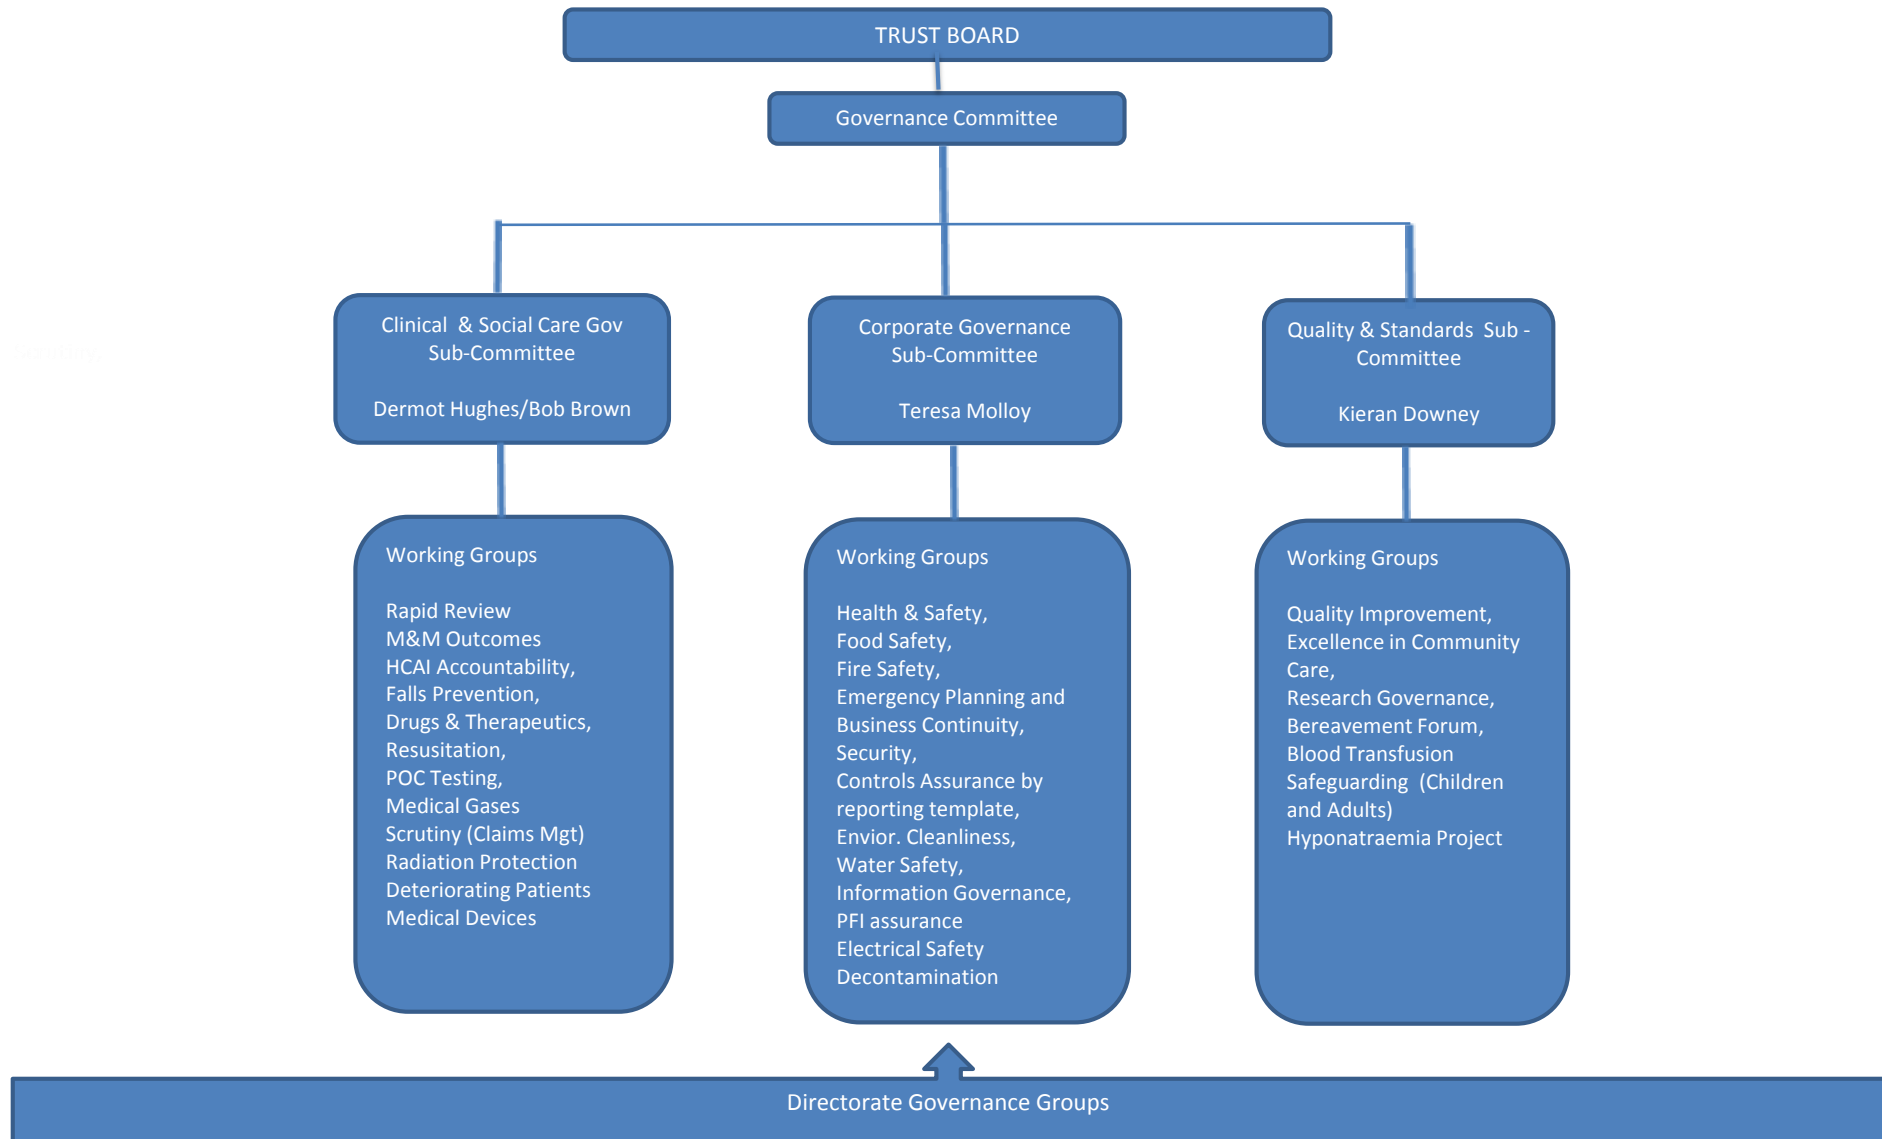 TRUST BOARD
Governance Committee
Clinical & Social Care Gov
Sub-Committee
Dermot Hughes/Bob Brown
Corporate Governance
Sub-Committee
Teresa Molloy
Quality & Standards Sub -
Committee
Kieran Downey
Working Groups
Rapid Review
M&M Outcomes
HCAI Accountability,
Falls Prevention,
Drugs & Therapeutics,
Resusitation,
POC Testing,
Medical Gases
Scrutiny (Claims Mgt)
Radiation Protection
Deteriorating Patients
Medical Devices
Working Groups
Health & Safety,
Food Safety,
Fire Safety,
Emergency Planning and
Business Continuity,
Security,
Controls Assurance by
reporting template,
Envior. Cleanliness,
Water Safety,
Information Governance,
PFI assurance
Electrical Safety
Decontamination
Working Groups
Quality Improvement,
Excellence in Community
Care,
Research Governance,
Bereavement Forum,
Blood Transfusion
Safeguarding (Children
and Adults)
Hyponatraemia Project
Directorate Governance Groups